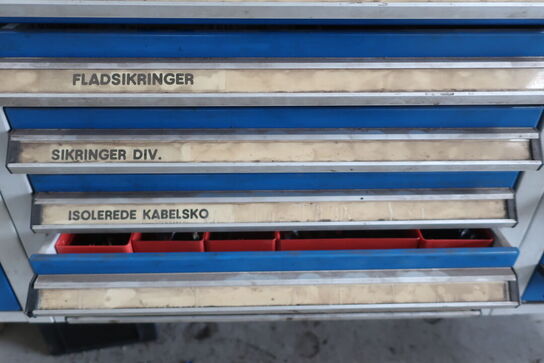 FLADSIKRINGER
SIKRINGER DIV.
ISOLEREDE KABELSKO